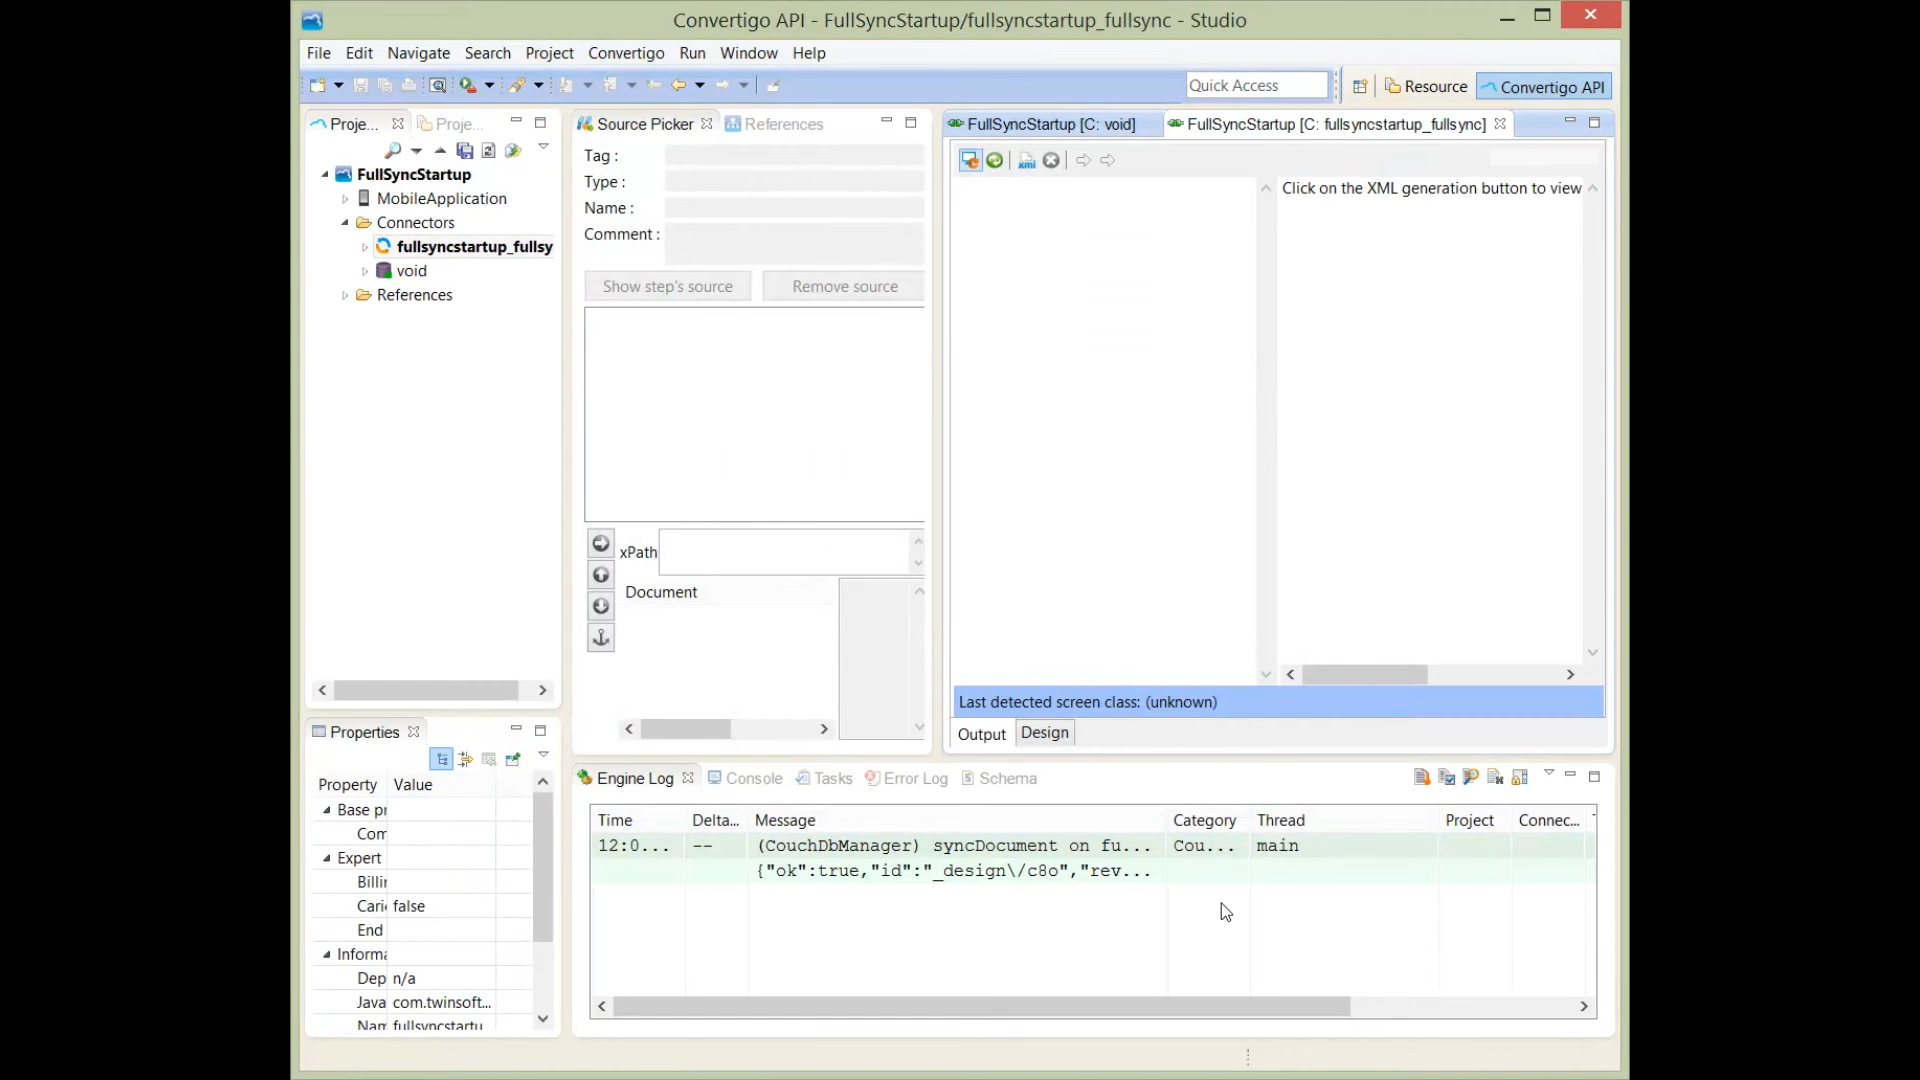 Convertigo API - FullSyncStartup/fullsyncstartup_fullsync - Studio
File Edit Navigate Search Project Convertigo Run Window Help
Quick Access
Resource
Convertigo API
Proje...
Proje...
FullSyncStartup
MobileApplication
Connectors
fullsyncstartup_fullsy
void
References
Source Picker
References
Tag :
Type :
Name :
Comment :
Show step's source
Remove source
xPath
Document
FullSyncStartup [C: void]
FullSyncStartup [C: fullsyncstartup_fullsync]
xml
Click on the XML generation button to view
Last detected screen class: (unknown)
Output
Design
Properties
Property Value
Base pr
Com
Expert
Billin
Cari false
End
Informa
Dep n/a
Java com.twinsoft...
Nam fullsyncstartu
Engine Log
Console
Tasks
Error Log
Schema
Time Delta... Message Category Thread Project Connec...
12:0... -- (CouchDbManager) syncDocument on fu... Cou... main
{"ok":true,"id":"_design\/c8o","rev...